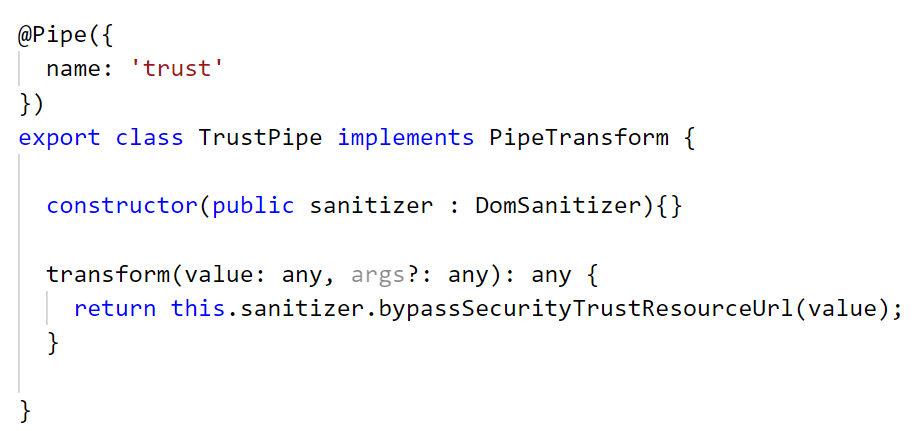 @Pipe({
  name: 'trust'
})
export class TrustPipe implements PipeTransform {
  constructor(public sanitizer : DomSanitizer){}
  transform(value: any, args?: any): any {
    return this.sanitizer.bypassSecurityTrustResourceUrl(value);
  }
}